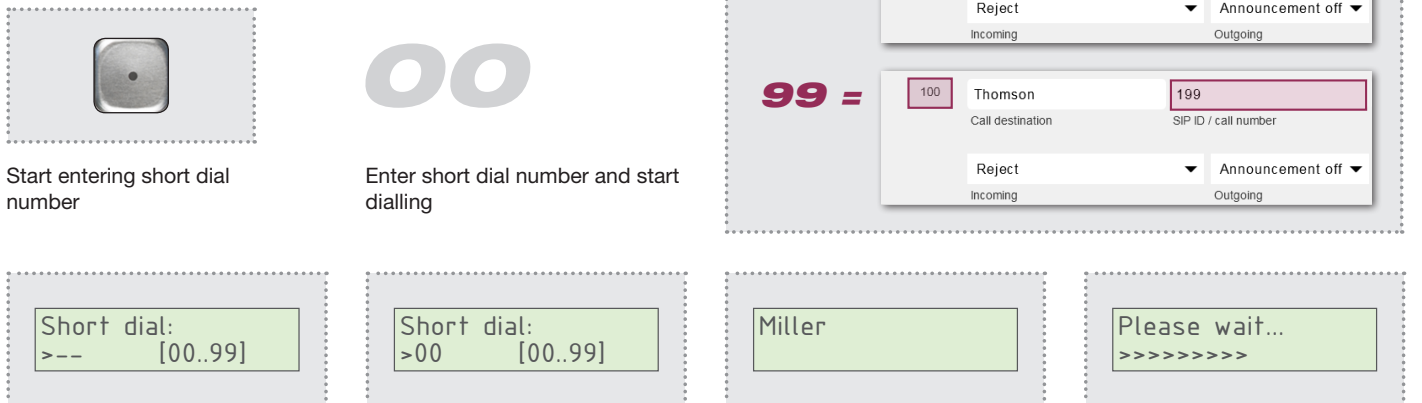 Reject Announcement off
Incoming Outgoing
99 =
100 Thomson 199
Call destination SIP ID / call number
Reject Announcement off
Incoming Outgoing
00
Start entering short dial
number
Enter short dial number and start
dialling
Short dial:
>-- [00..99]
Short dial:
>00 [00..99]
Miller
Please wait...
>>>>>>>>>